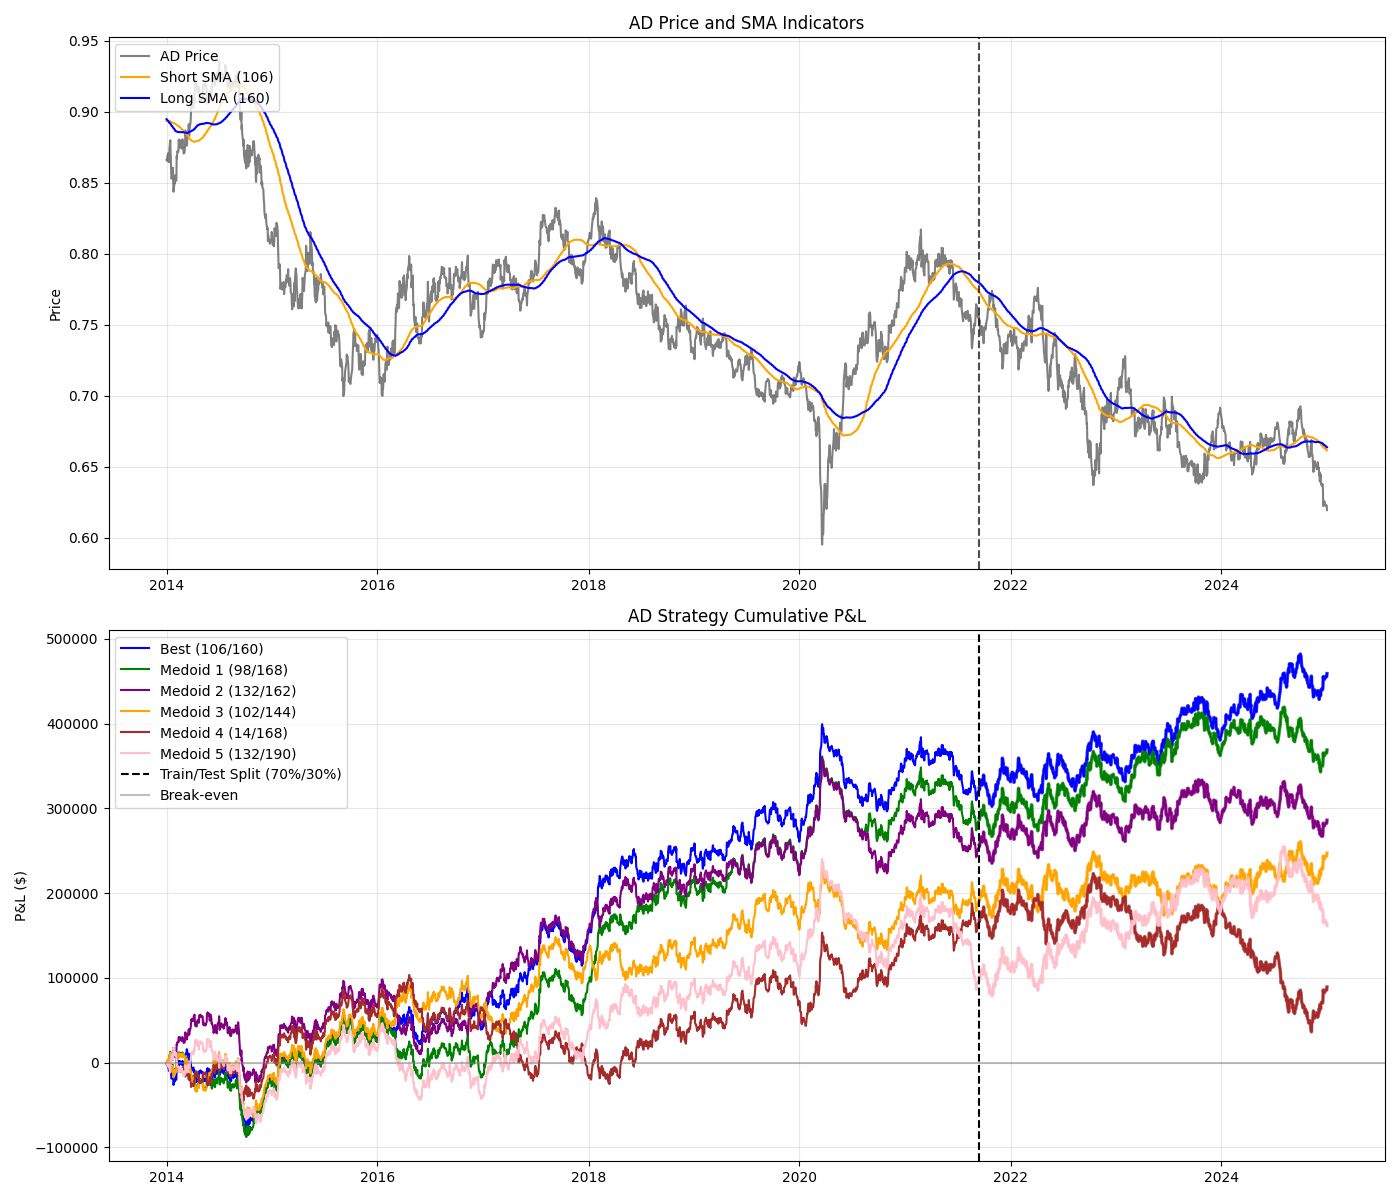 AD Price and SMA Indicators
0.95
0.90
0.85
0.80
0.75
0.70
0.65
0.60
Price
AD Price
Short SMA (106)
Long SMA (160)
2014 2016 2018 2020 2022 2024
AD Strategy Cumulative P&L
500000
400000
300000
200000
100000
0
−100000
P&L ($)
Best (106/160)
Medoid 1 (98/168)
Medoid 2 (132/162)
Medoid 3 (102/144)
Medoid 4 (14/168)
Medoid 5 (132/190)
Train/Test Split (70%/30%)
Break-even
2014 2016 2018 2020 2022 2024